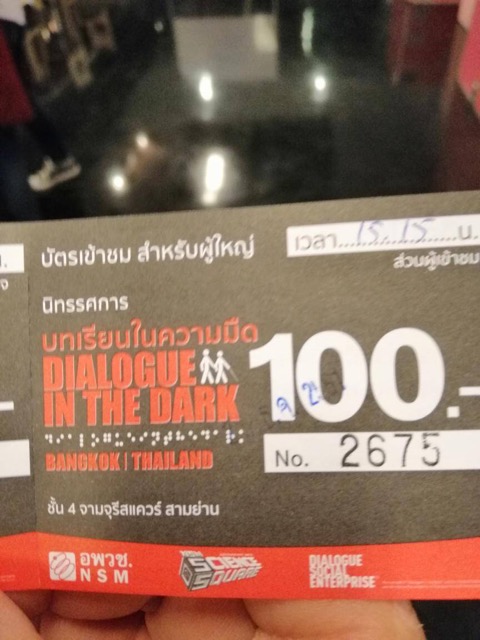 บัตรเข้าชม สำหรับผู้ใหญ่
เวลา....15.15....น.
ส่วนผู้เข้าชม
นิทรรศการ
บทเรียนในความมืด
DIALOGUE
IN THE DARK
BANGKOK | THAILAND
100.-
No. 2675
ชั้น 4 จามจุรีสแควร์ สามย่าน
อพวช.
NSM
SCIENCE
SQUARE
DIALOGUE
SOCIAL
ENTERPRISE